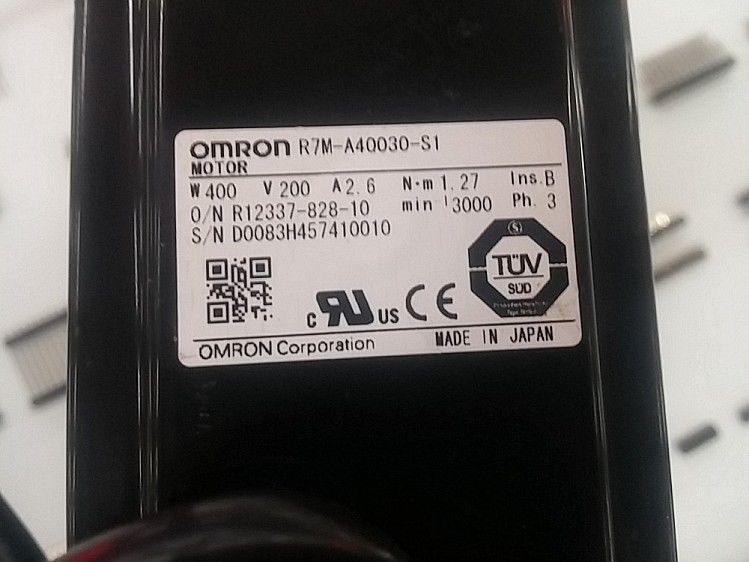 OMRON R7M-A40030-S1
MOTOR
W 400 V 200 A 2.6 N·m 1.27 Ins. B
O/N R12337-828-10 min⁻¹ 3000 Ph. 3
S/N D0083H457410010
TÜV
SÜD
c RU US CE
OMRON Corporation MADE IN JAPAN